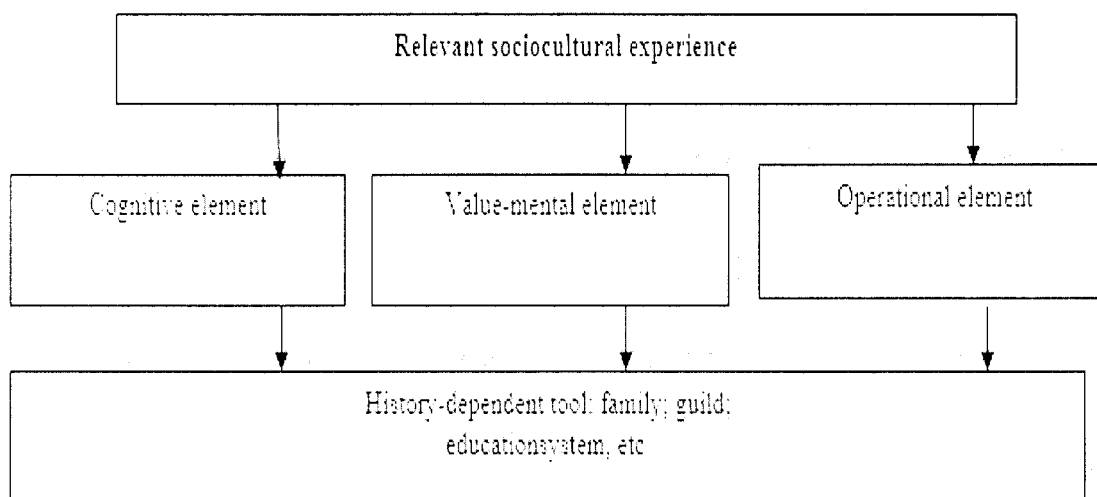 Relevant sociocultural experience
Cognitive element
Value-mental element
Operational element
History-dependent tool: family; guild;
educationsystem, etc